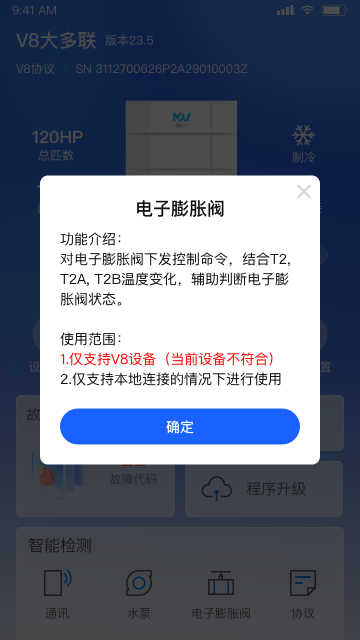 9:41 AM
V8大多联 版本23.5
V8协议 SN 3112700626P2A29010003Z
MDV
120HP
总匹数
制冷
电子膨胀阀
功能介绍：
对电子膨胀阀下发控制命令，结合T2,
T2A, T2B温度变化，辅助判断电子膨
胀阀状态。
使用范围：
1.仅支持V8设备（当前设备不符合）
2.仅支持本地连接的情况下进行使用
确定
设
置
故
故障代码
程序升级
智能检测
通讯
水泵
电子膨胀阀
协议